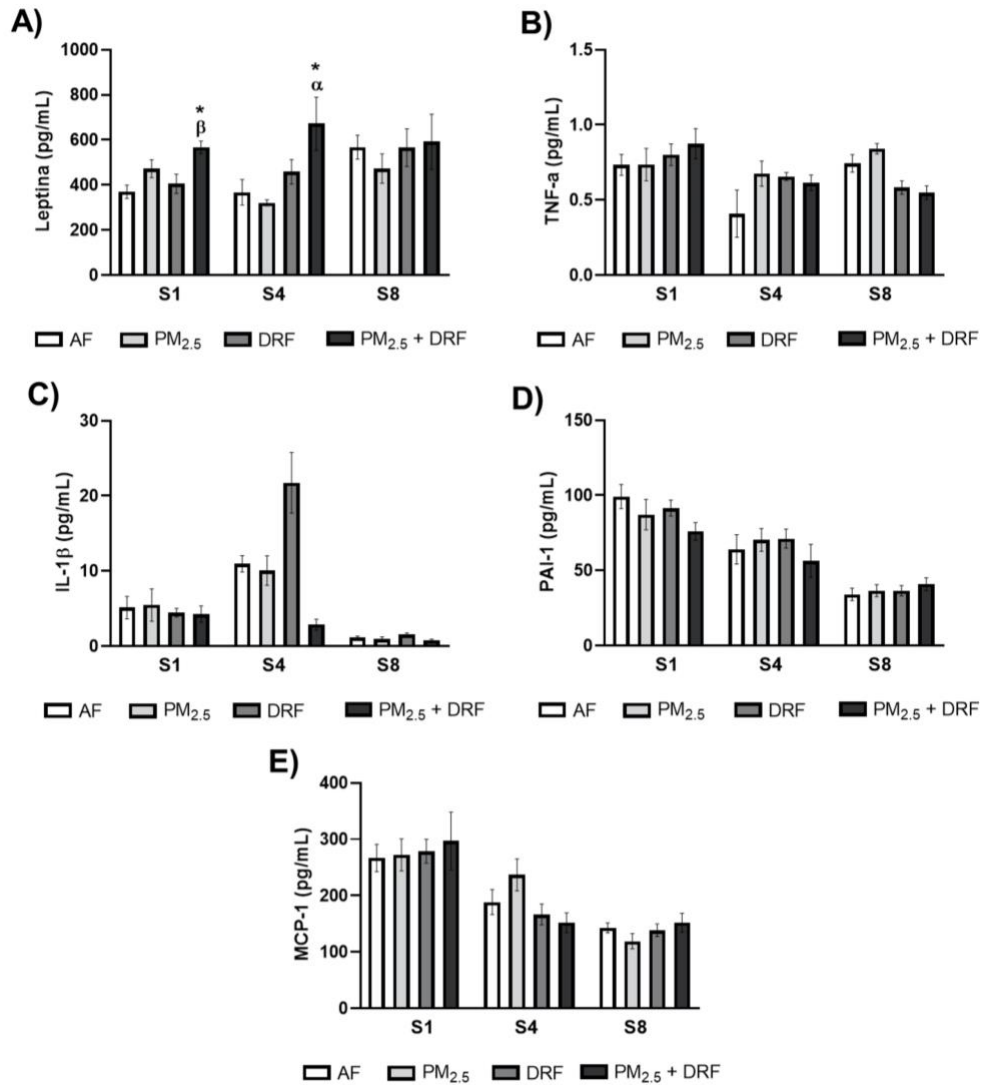 A)
Leptina (pg/mL)
1000
800
600
400
200
0
*
β
*
α
S1 S4 S8
AF PM2.5 DRF PM2.5 + DRF
B)
TNF-a (pg/mL)
1.5
1.0
0.5
0.0
S1 S4 S8
AF PM2.5 DRF PM2.5 + DRF
C)
IL-1β (pg/mL)
30
20
10
0
S1 S4 S8
AF PM2.5 DRF PM2.5 + DRF
D)
PAI-1 (pg/mL)
150
100
50
0
S1 S4 S8
AF PM2.5 DRF PM2.5 + DRF
E)
MCP-1 (pg/mL)
400
300
200
100
0
S1 S4 S8
AF PM2.5 DRF PM2.5 + DRF